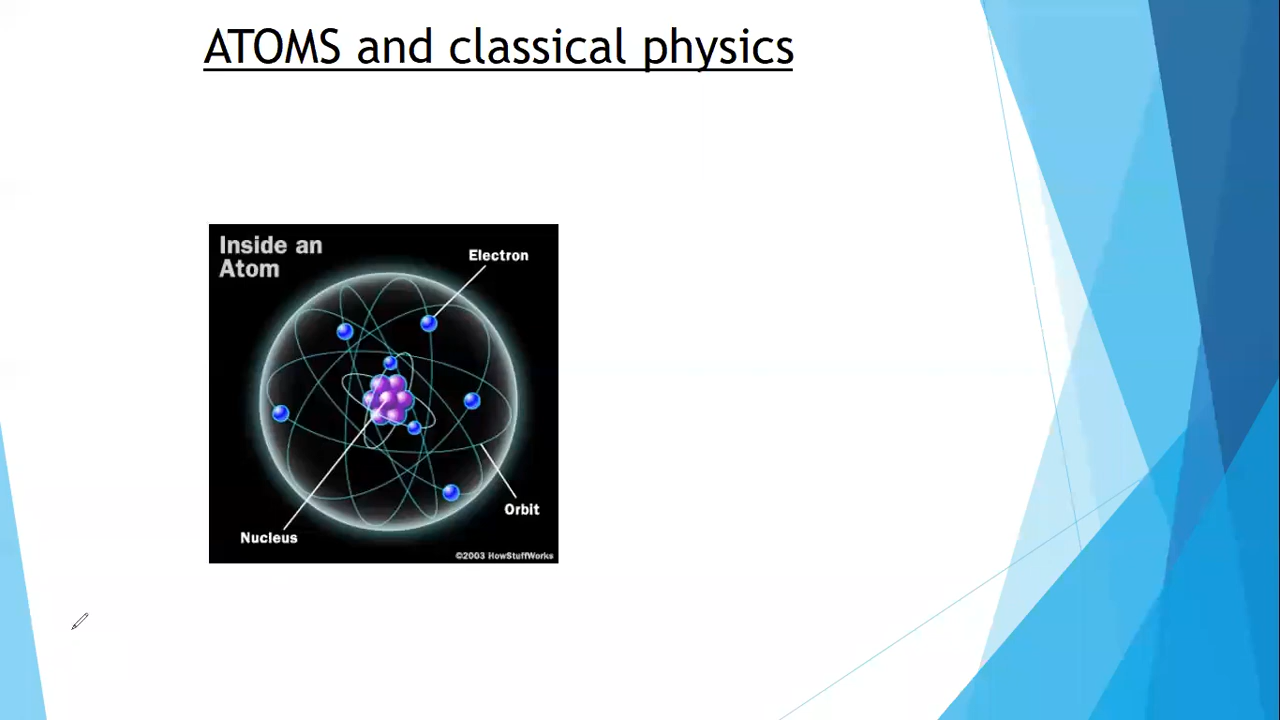 ATOMS and classical physics
Inside an
Atom
Electron
Orbit
Nucleus
©2003 HowStuffWorks